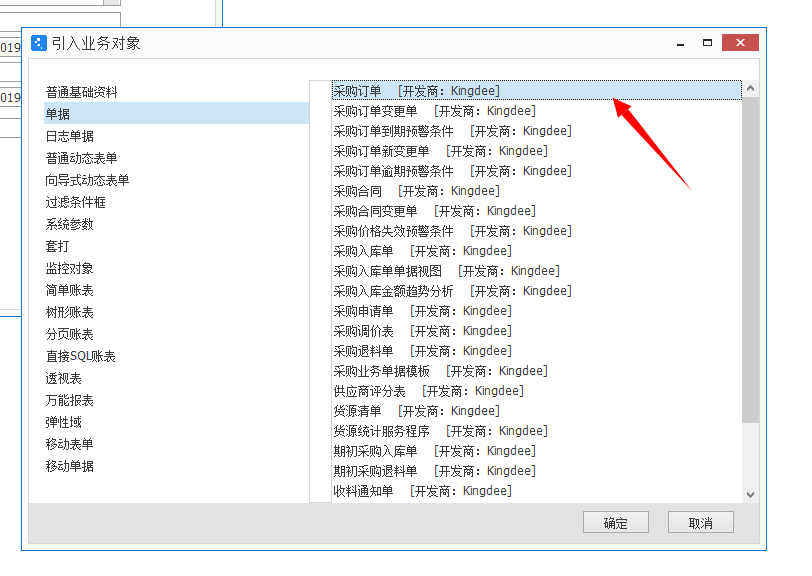 019
019
引入业务对象
普通基础资料
单据
日志单据
普通动态表单
向导式动态表单
过滤条件框
系统参数
套打
监控对象
简单账表
树形账表
分页账表
直接SQL账表
透视表
万能报表
弹性域
移动表单
移动单据
采购订单 [开发商：Kingdee]
采购订单变更单 [开发商：Kingdee]
采购订单到期预警条件 [开发商：Kingdee]
采购订单新变更单 [开发商：Kingdee]
采购订单逾期预警条件 [开发商：Kingdee]
采购合同 [开发商：Kingdee]
采购合同变更单 [开发商：Kingdee]
采购价格失效预警条件 [开发商：Kingdee]
采购入库单 [开发商：Kingdee]
采购入库单单据视图 [开发商：Kingdee]
采购入库金额趋势分析 [开发商：Kingdee]
采购申请单 [开发商：Kingdee]
采购调价表 [开发商：Kingdee]
采购退料单 [开发商：Kingdee]
采购业务单据模板 [开发商：Kingdee]
供应商评分表 [开发商：Kingdee]
货源清单 [开发商：Kingdee]
货源统计服务程序 [开发商：Kingdee]
期初采购入库单 [开发商：Kingdee]
期初采购退料单 [开发商：Kingdee]
收料通知单 [开发商：Kingdee]
确定
取消